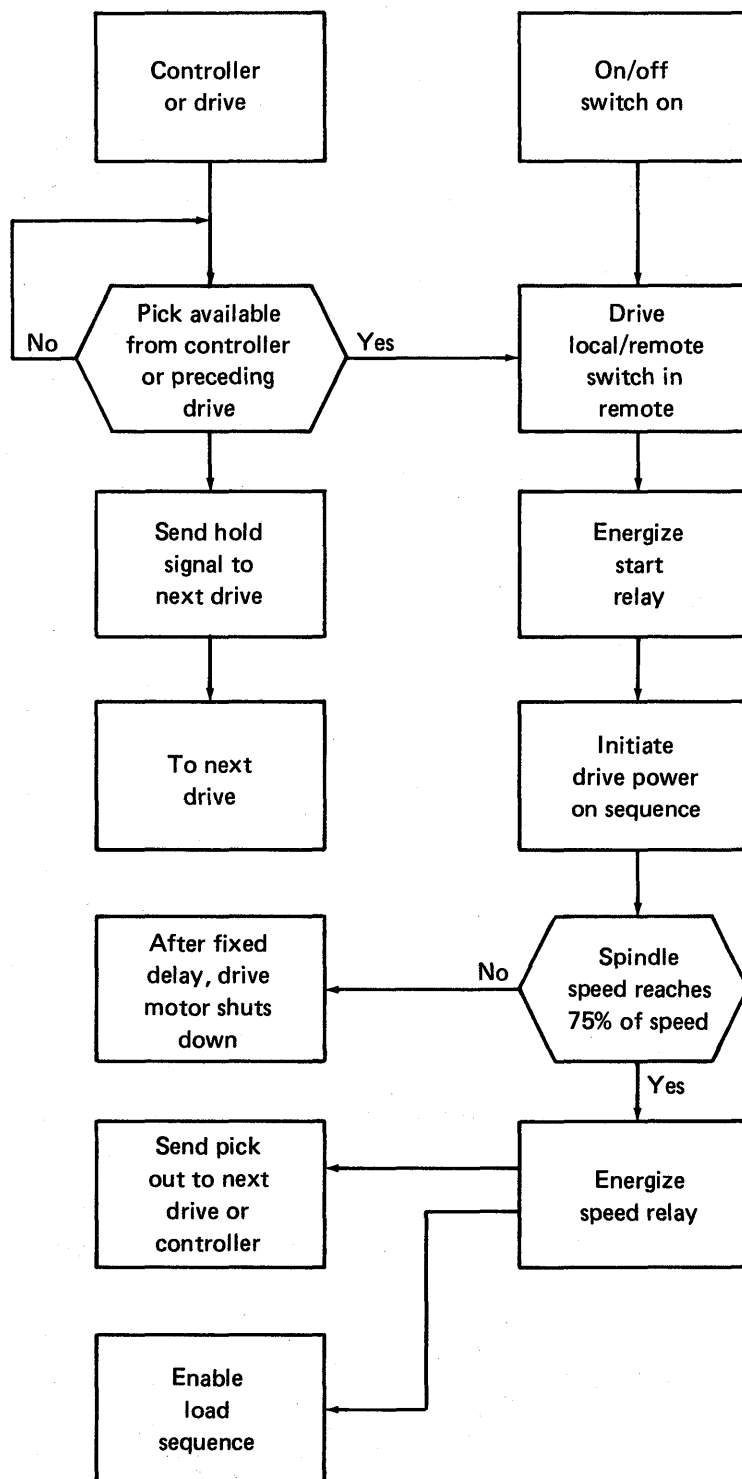 Controller
or drive
On/off
switch on
No
Pick available
from controller
or preceding
drive
Yes
Drive
local/remote
switch in
remote
Send hold
signal to
next drive
Energize
start
relay
To next
drive
Initiate
drive power
on sequence
After fixed
delay, drive
motor shuts
down
No
Spindle
speed reaches
75% of speed
Yes
Send pick
out to next
drive or
controller
Energize
speed relay
Enable
load
sequence